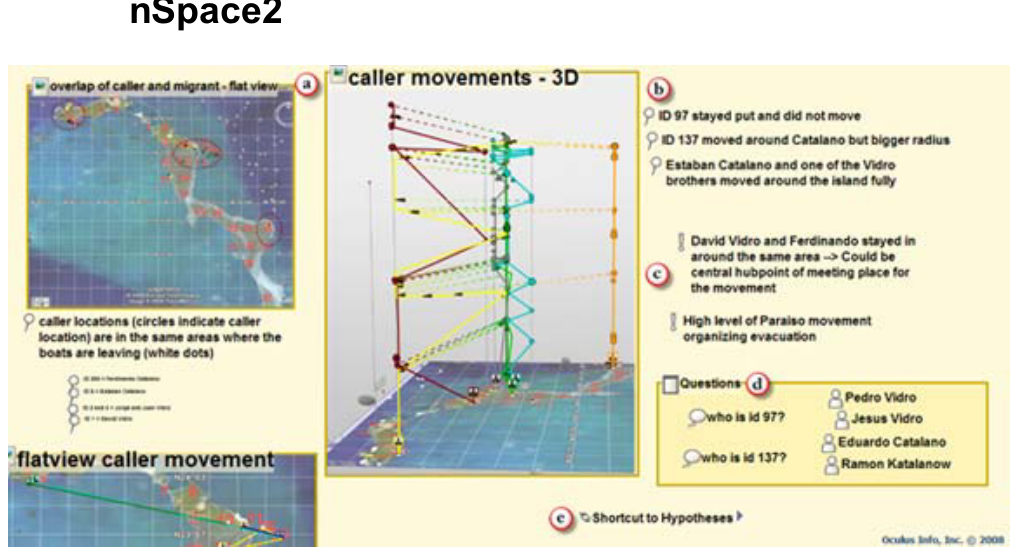 nSpace2
overlap of caller and migrant - flat view
a
caller locations (circles indicate caller
location) are in the same areas where the
boats are leaving (white dots)
flatview caller movement
caller movements - 3D
b
ID 97 stayed put and did not move
ID 137 moved around Catalano but bigger radius
Estaban Catalano and one of the Vidro
brothers moved around the island fully
c
David Vidro and Ferdinando stayed in
around the same area --> Could be
central hubpoint of meeting place for
the movement
High level of Paraiso movement
organizing evacuation
Questions
d
who is id 97?
who is id 137?
Pedro Vidro
Jesus Vidro
Eduardo Catalano
Ramon Katalanow
e
Shortcut to Hypotheses
Oculus Info, Inc. © 2008